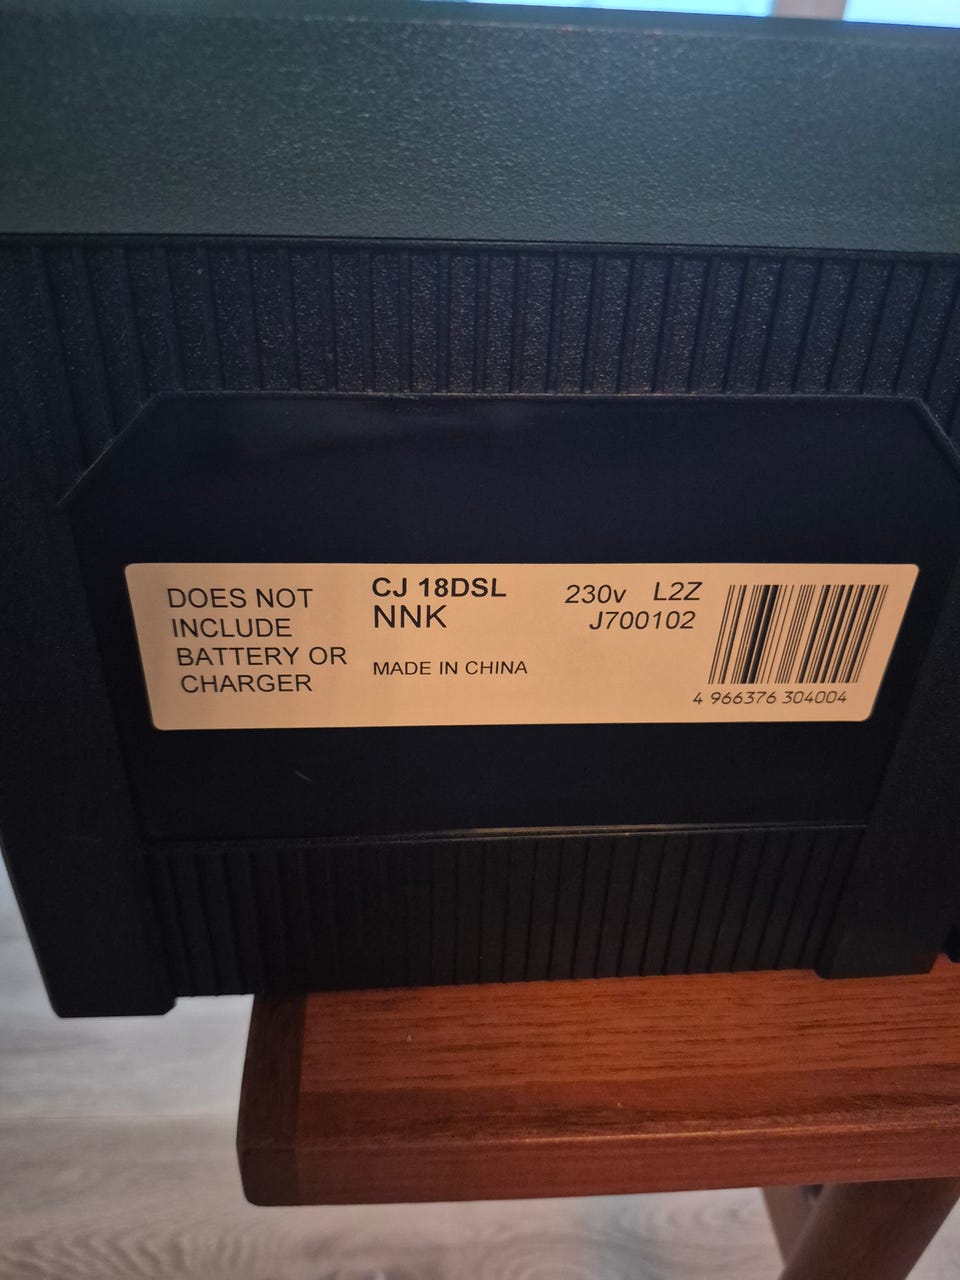 DOES NOT
INCLUDE
BATTERY OR
CHARGER
CJ 18DSL
NNK
MADE IN CHINA
230v L2Z
J700102
4 966376 304004